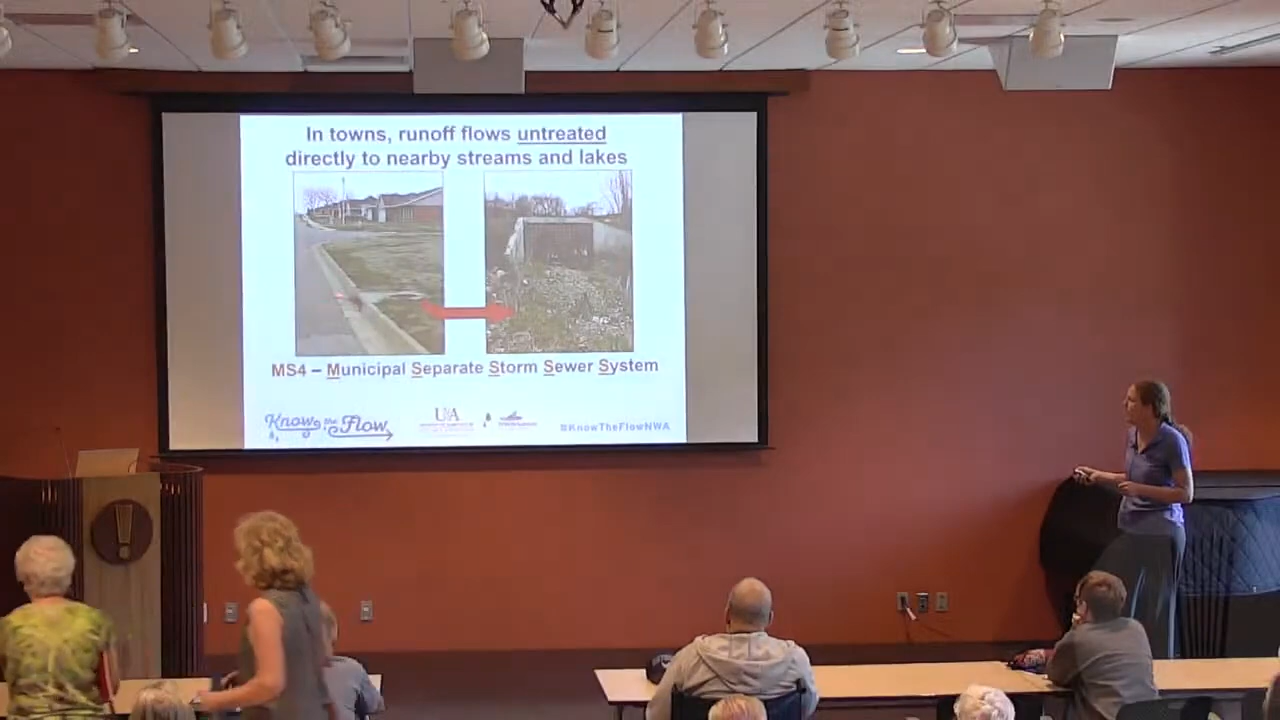 In towns, runoff flows untreated
directly to nearby streams and lakes
MS4 – Municipal Separate Storm Sewer System
Know the Flow
#KnowTheFlowNWA